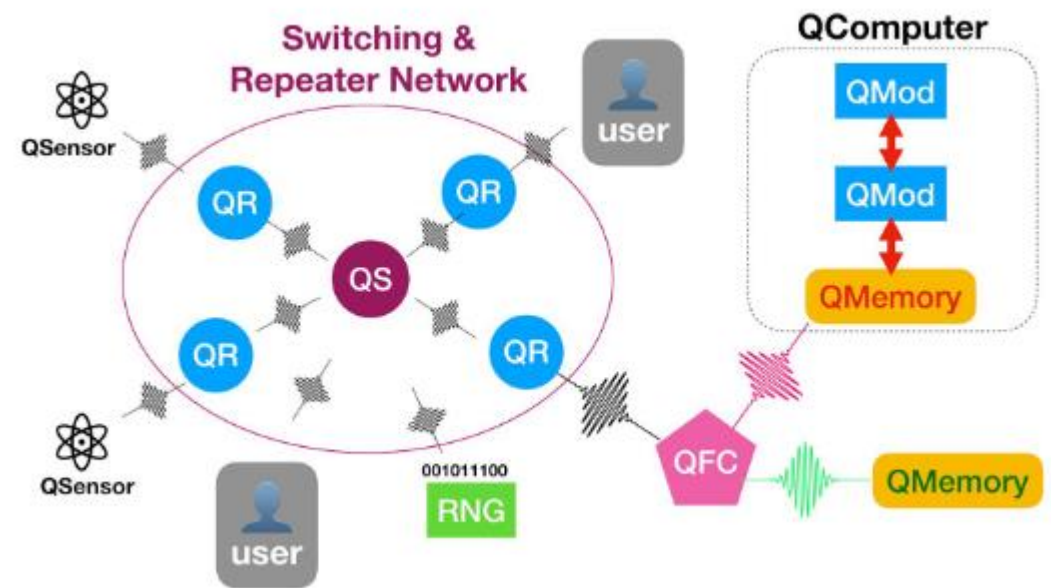 Switching &
Repeater Network
QComputer
QMod
user
QSensor
QR
QR
QMod
QS
QMemory
QR
QR
QSensor
001011100
QFC
RNG
QMemory
user